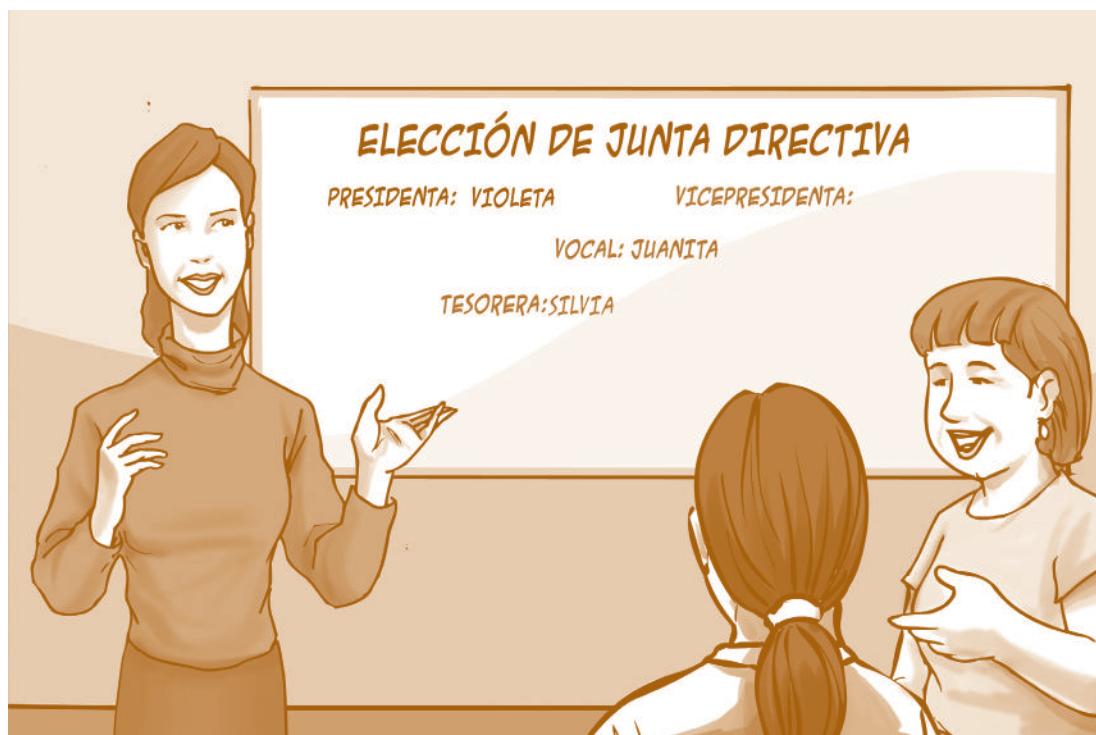 ELECCIÓN DE JUNTA DIRECTIVA
PRESIDENTA: VIOLETA VICEPRESIDENTA:
VOCAL: JUANITA
TESORERA:SILVIA